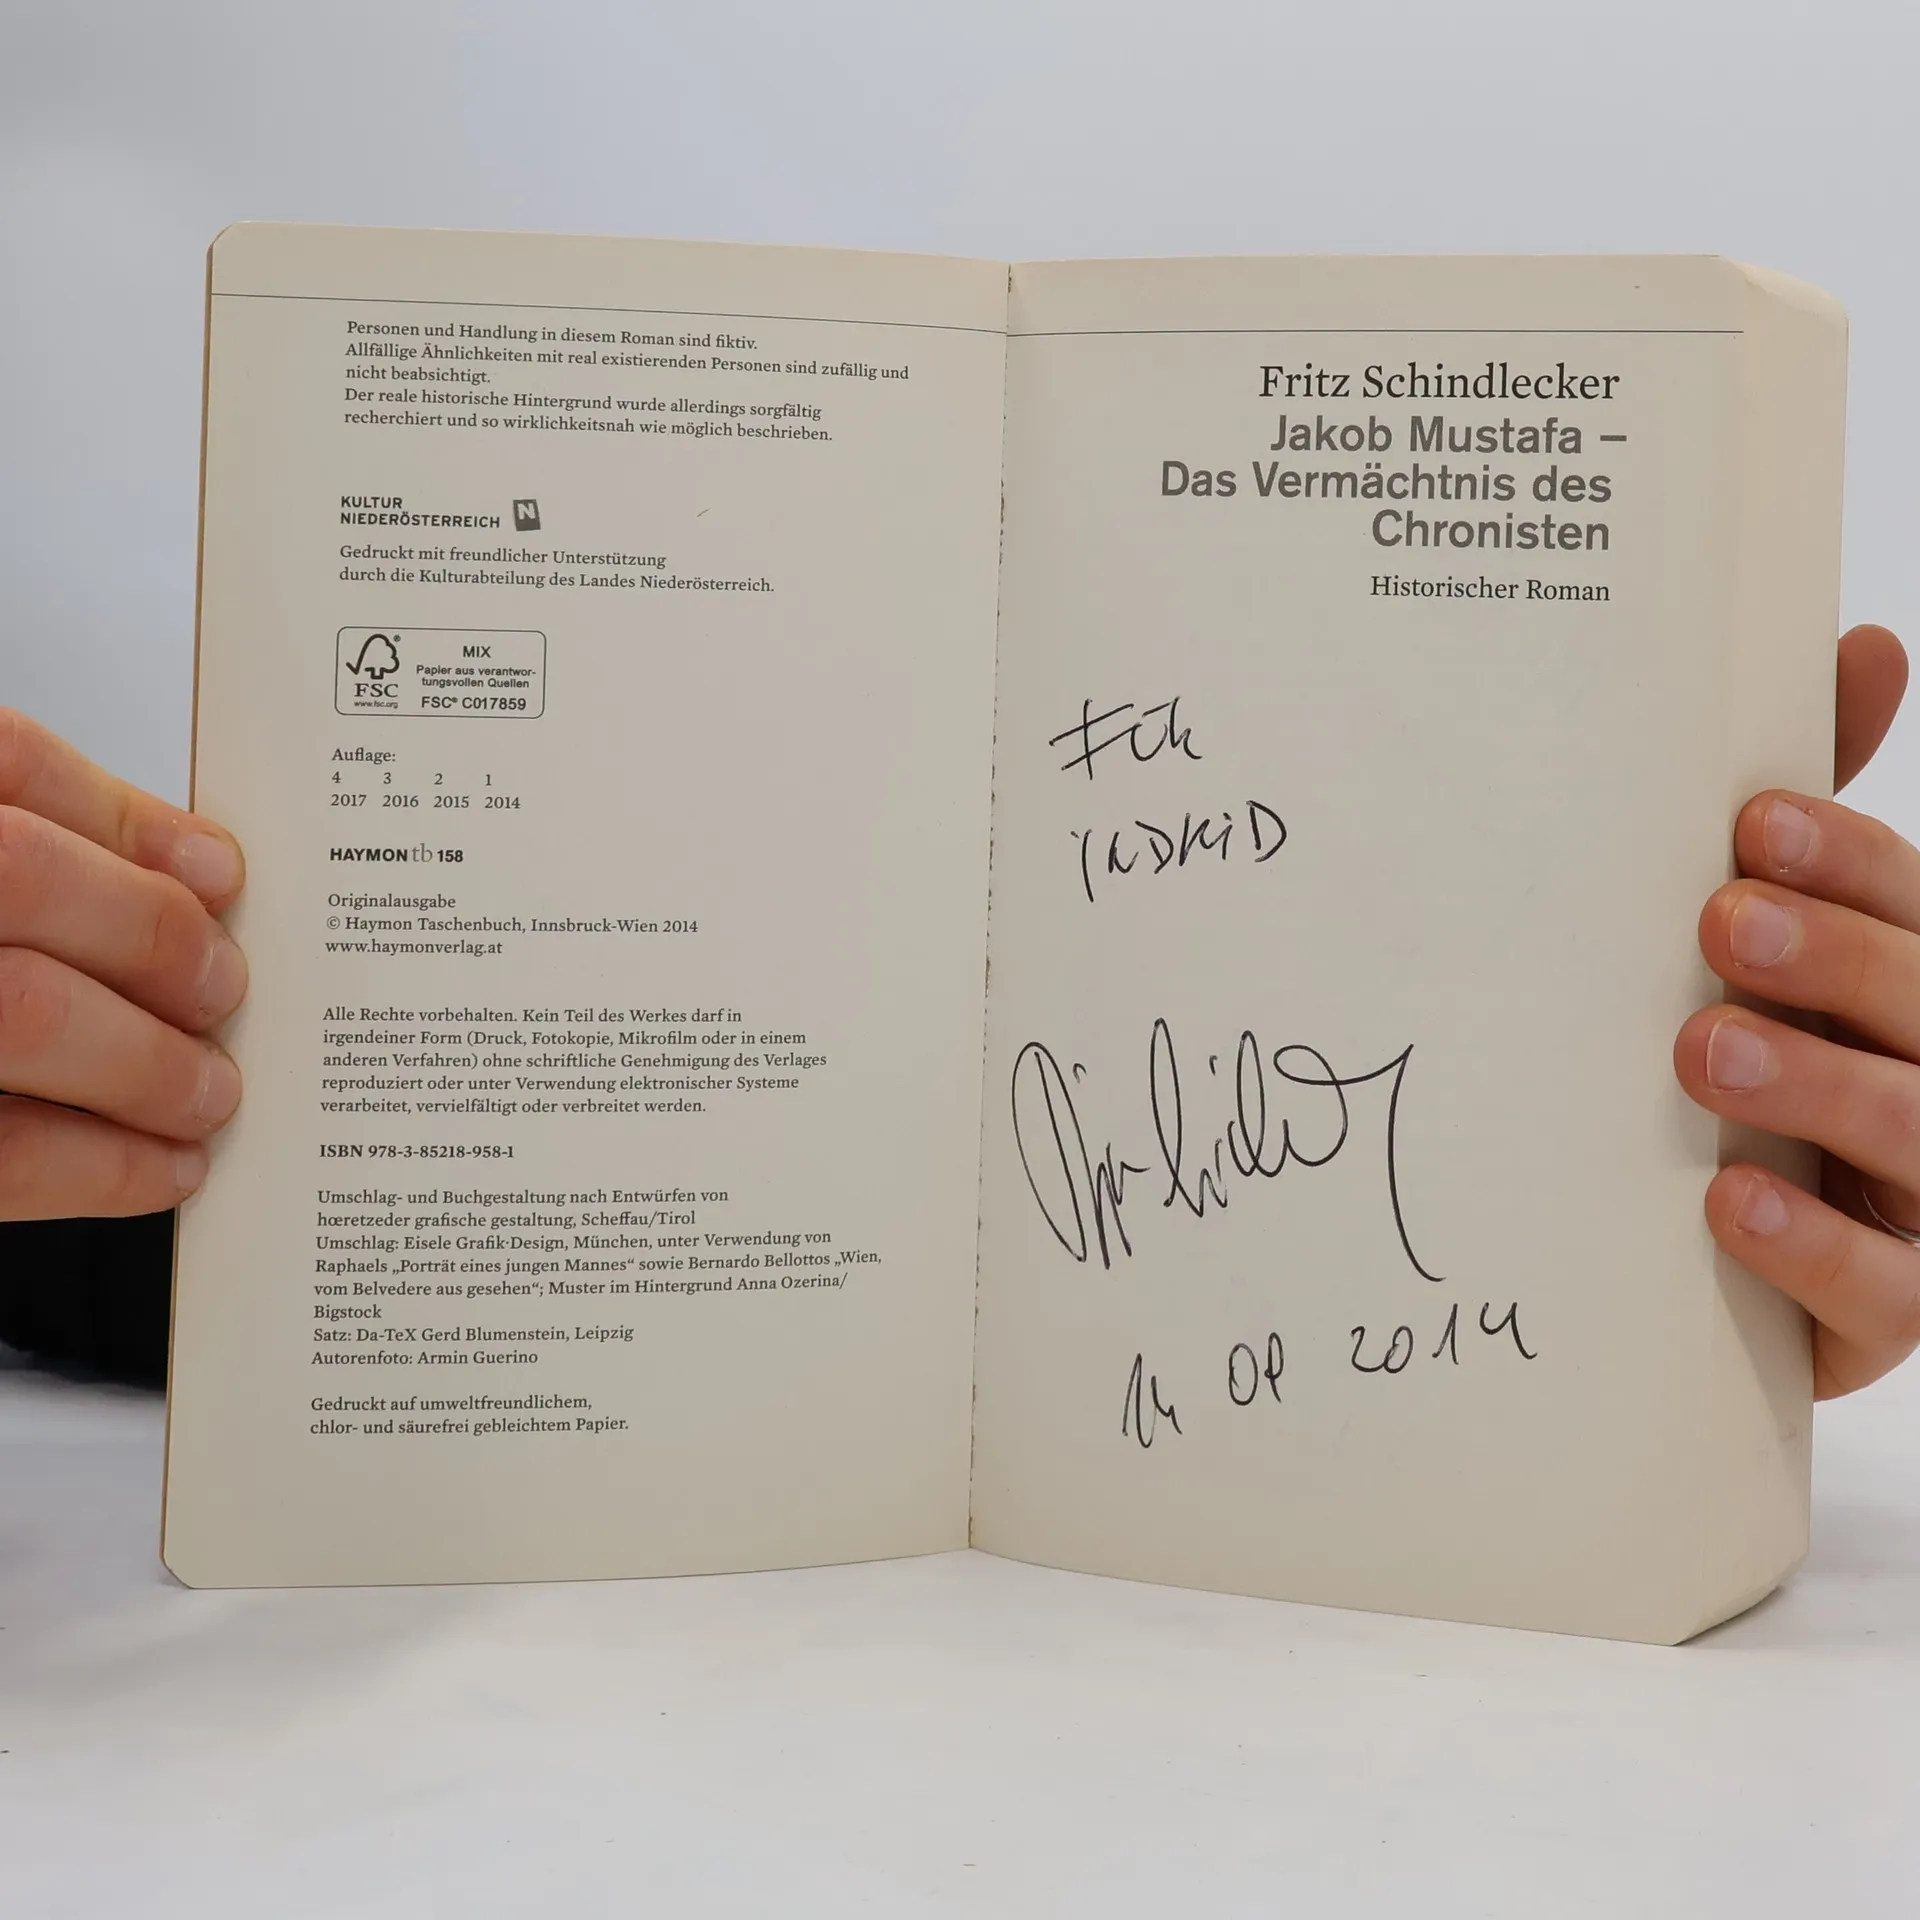 Personen und Handlung in diesem Roman sind fiktiv.
Allfällige Ähnlichkeiten mit real existierenden Personen sind zufällig und
nicht beabsichtigt.
Der reale historische Hintergrund wurde allerdings sorgfältig
recherchiert und so wirklichkeitsnah wie möglich beschrieben.
KULTUR
NIEDERÖSTERREICH N
Gedruckt mit freundlicher Unterstützung
durch die Kulturabteilung des Landes Niederösterreich.
FSC®
www.fsc.org
MIX
Papier aus verantwor-
tungsvollen Quellen
FSC® C017859
Auflage:
4 3 2 1
2017 2016 2015 2014
HAYMON tb 158
Originalausgabe
© Haymon Taschenbuch, Innsbruck-Wien 2014
www.haymonverlag.at
Alle Rechte vorbehalten. Kein Teil des Werkes darf in
irgendeiner Form (Druck, Fotokopie, Mikrofilm oder in einem
anderen Verfahren) ohne schriftliche Genehmigung des Verlages
reproduziert oder unter Verwendung elektronischer Systeme
verarbeitet, vervielfältigt oder verbreitet werden.
ISBN 978-3-85218-958-1
Umschlag- und Buchgestaltung nach Entwürfen von
hœretzeder grafische gestaltung, Scheffau/Tirol
Umschlag: Eisele Grafik·Design, München, unter Verwendung von
Raphaels „Porträt eines jungen Mannes“ sowie Bernardo Bellottos „Wien,
vom Belvedere aus gesehen“; Muster im Hintergrund Anna Ozerina/
Bigstock
Satz: Da-TeX Gerd Blumenstein, Leipzig
Autorenfoto: Armin Guerino
Gedruckt auf umweltfreundlichem,
chlor- und säurefrei gebleichtem Papier.
Fritz Schindlecker
Jakob Mustafa –
Das Vermächtnis des
Chronisten
Historischer Roman
FÜR
2014